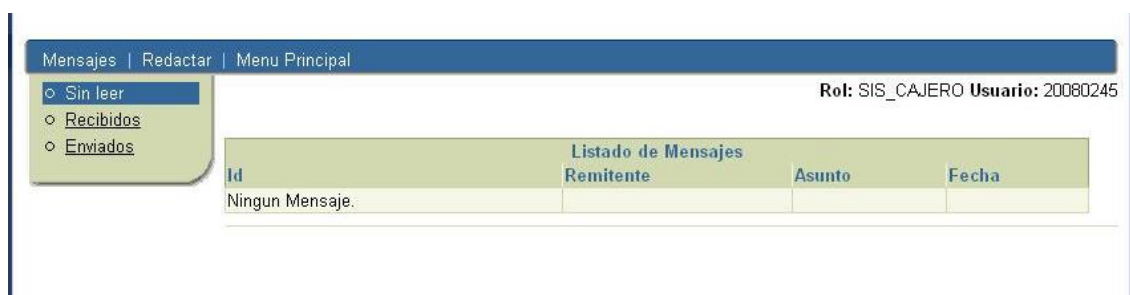 Mensajes | Redactar | Menu Principal
Rol: SIS_CAJERO Usuario: 20080245
Sin leer
Recibidos
Enviados
Listado de Mensajes
Id Remitente Asunto Fecha
Ningun Mensaje.